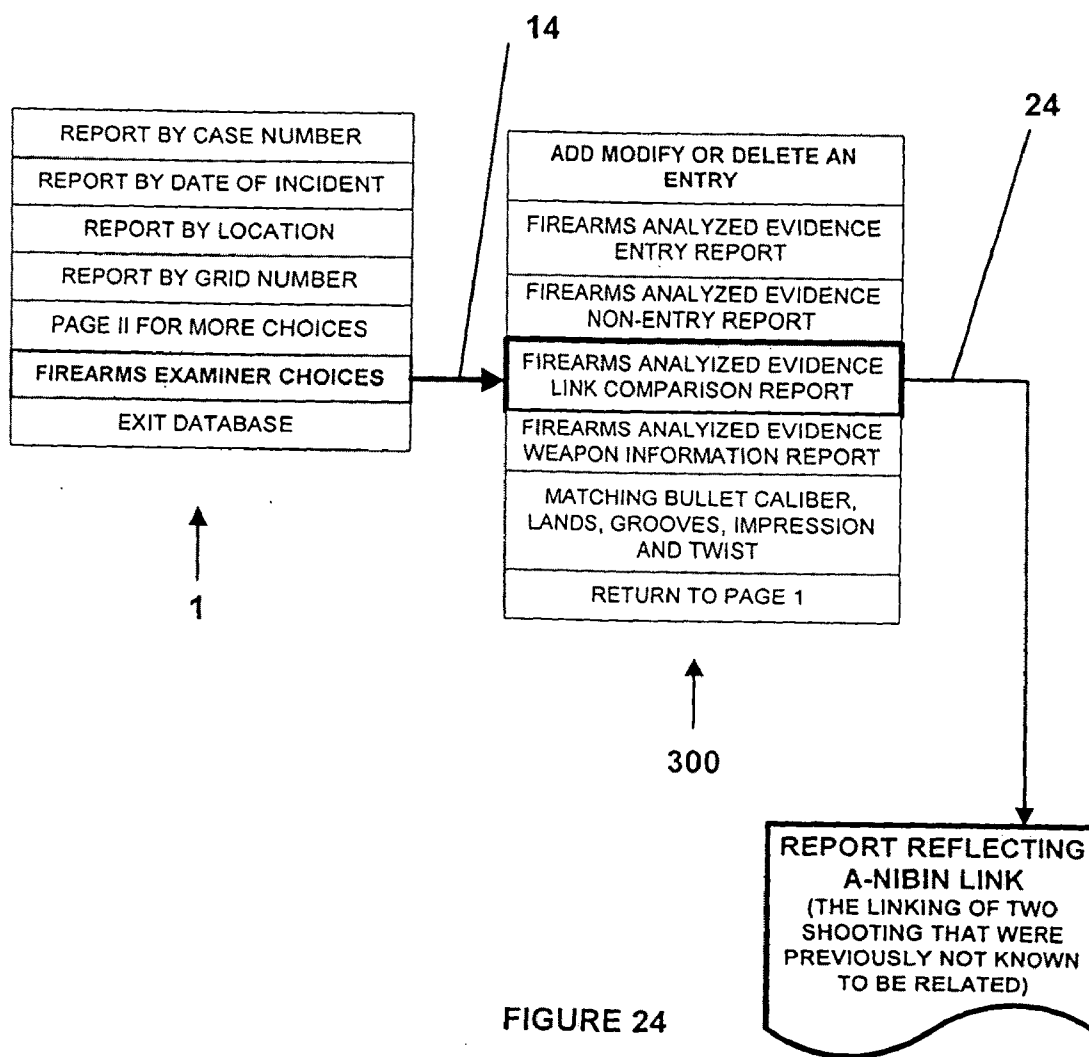 14
24
REPORT BY CASE NUMBER
REPORT BY DATE OF INCIDENT
REPORT BY LOCATION
REPORT BY GRID NUMBER
PAGE II FOR MORE CHOICES
FIREARMS EXAMINER CHOICES
EXIT DATABASE
1
ADD MODIFY OR DELETE AN
ENTRY
FIREARMS ANALYZED EVIDENCE
ENTRY REPORT
FIREARMS ANALYZED EVIDENCE
NON-ENTRY REPORT
FIREARMS ANALYIZED EVIDENCE
LINK COMPARISON REPORT
FIREARMS ANALYIZED EVIDENCE
WEAPON INFORMATION REPORT
MATCHING BULLET CALIBER,
LANDS, GROOVES, IMPRESSION
AND TWIST
RETURN TO PAGE 1
300
REPORT REFLECTING
A-NIBIN LINK
(THE LINKING OF TWO
SHOOTING THAT WERE
PREVIOUSLY NOT KNOWN
TO BE RELATED)
FIGURE 24